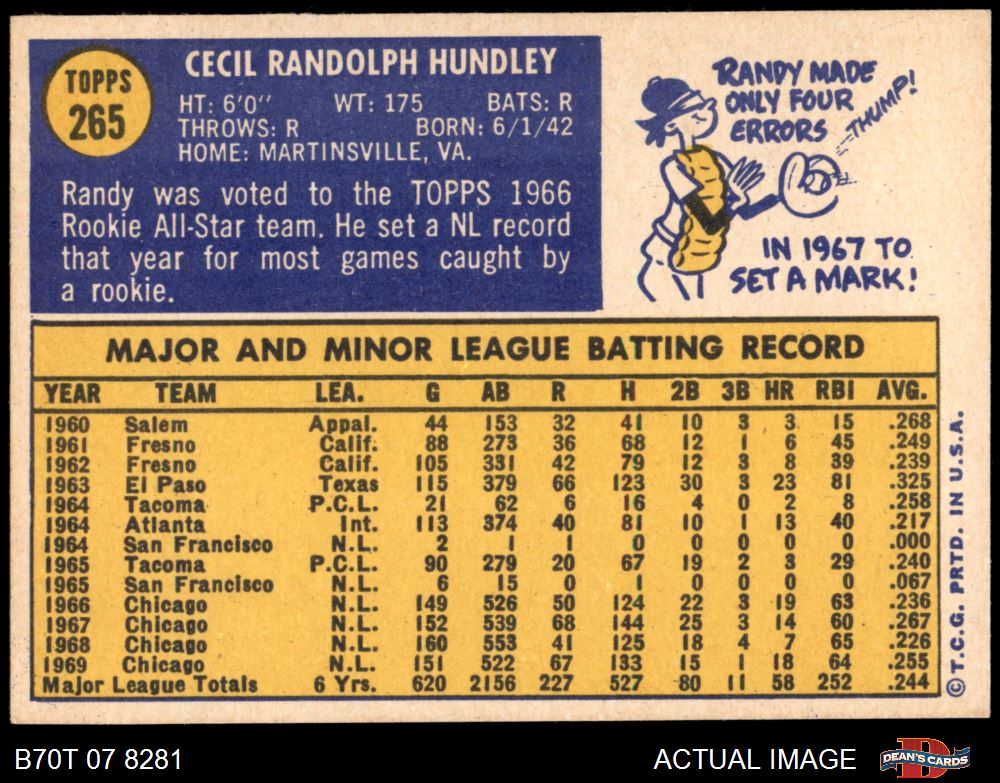 TOPPS
265
CECIL RANDOLPH HUNDLEY
HT: 6'0" WT: 175 BATS: R
THROWS: R BORN: 6/1/42
HOME: MARTINSVILLE, VA.
Randy was voted to the TOPPS 1966
Rookie All-Star team. He set a NL record
that year for most games caught by
a rookie.
RANDY MADE
ONLY FOUR
ERRORS
THUMP!
IN 1967 TO
SET A MARK!
MAJOR AND MINOR LEAGUE BATTING RECORD
YEAR TEAM LEA. G AB R H 2B 3B HR RBI AVG.
1960 Salem Appal. 44 153 32 41 10 3 3 15 .268
1961 Fresno Calif. 88 273 36 68 12 1 6 45 .249
1962 Fresno Calif. 105 331 42 79 12 3 8 39 .239
1963 El Paso Texas 115 379 66 123 30 3 23 81 .325
1964 Tacoma P.C.L. 21 62 6 16 4 0 2 8 .258
1964 Atlanta Int. 113 374 40 81 10 1 13 40 .217
1964 San Francisco N.L. 2 1 1 0 0 0 0 0 .000
1965 Tacoma P.C.L. 90 279 20 67 19 2 3 29 .240
1965 San Francisco N.L. 6 15 0 1 0 0 0 0 .067
1966 Chicago N.L. 149 526 50 124 22 3 19 63 .236
1967 Chicago N.L. 152 539 68 144 25 3 14 60 .267
1968 Chicago N.L. 160 553 41 125 18 4 7 65 .226
1969 Chicago N.L. 151 522 67 133 15 1 18 64 .255
Major League Totals 6 Yrs. 620 2156 227 527 80 11 58 252 .244
© T.C.G. PRTD. IN U.S.A.
B70T 07 8281
ACTUAL IMAGE
DEAN'S CARDS